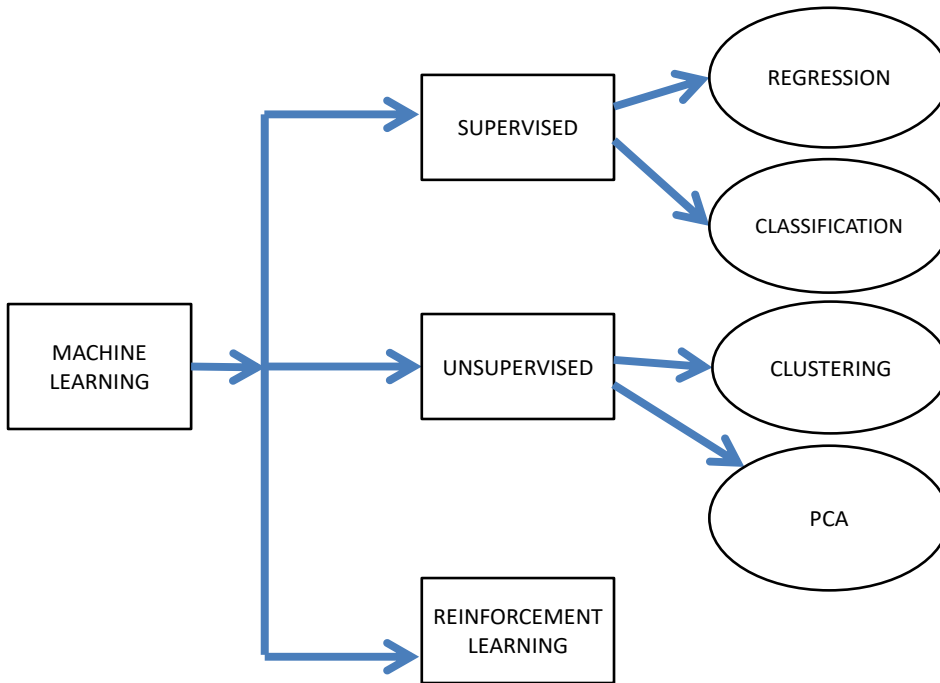 REGRESSION
SUPERVISED
CLASSIFICATION
MACHINE
LEARNING
UNSUPERVISED
CLUSTERING
PCA
REINFORCEMENT
LEARNING